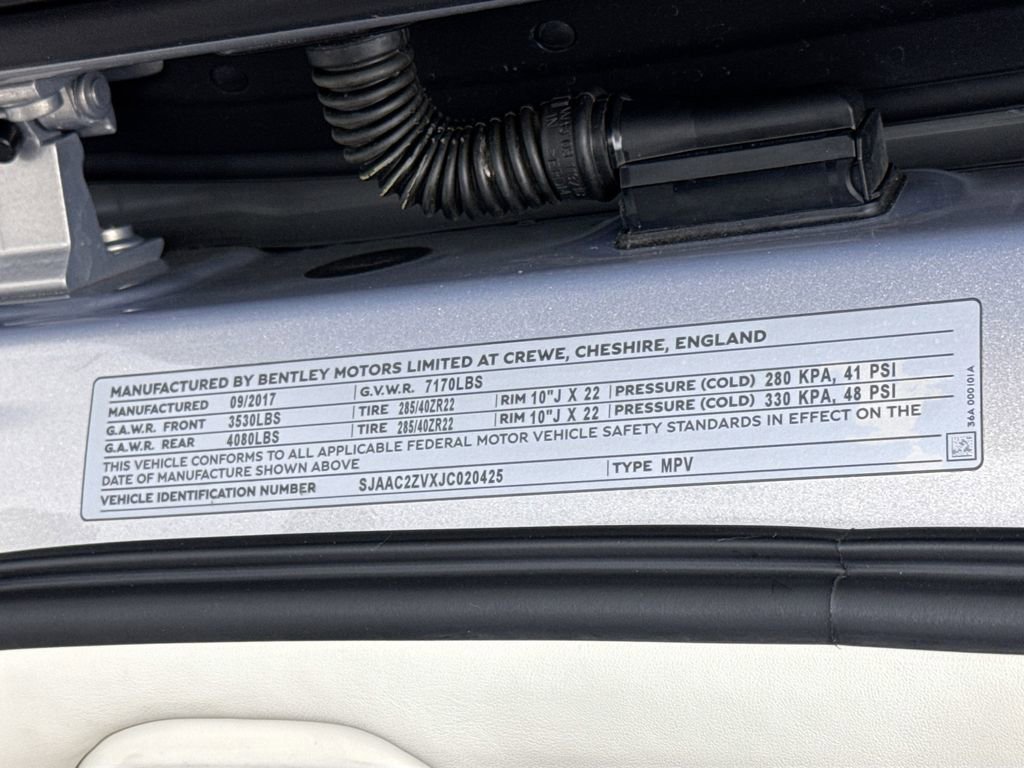 MANUFACTURED BY BENTLEY MOTORS LIMITED AT CREWE, CHESHIRE, ENGLAND
MANUFACTURED 09/2017 G.V.W.R. 7170LBS
G.A.W.R. FRONT 3530LBS TIRE 285/40ZR22 RIM 10"J X 22 PRESSURE (COLD) 280 KPA, 41 PSI
G.A.W.R. REAR 4080LBS TIRE 285/40ZR22 RIM 10"J X 22 PRESSURE (COLD) 330 KPA, 48 PSI
THIS VEHICLE CONFORMS TO ALL APPLICABLE FEDERAL MOTOR VEHICLE SAFETY STANDARDS IN EFFECT ON THE
DATE OF MANUFACTURE SHOWN ABOVE
VEHICLE IDENTIFICATION NUMBER SJAAC2ZVXJC020425 TYPE MPV
36A 000101A